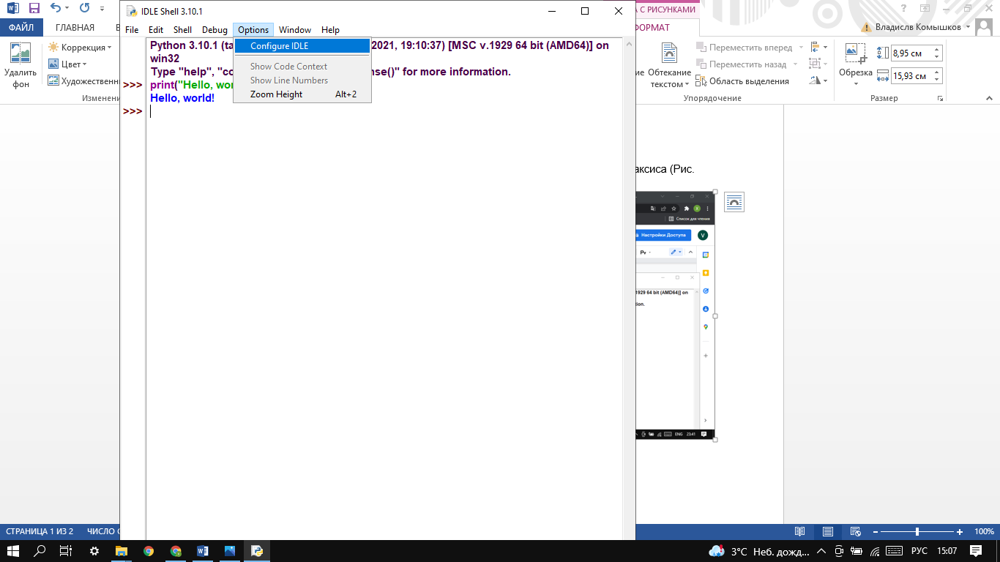 IDLE Shell 3.10.1
File Edit Shell Debug Options Window Help
Python 3.10.1 (ta 2021, 19:10:37) [MSC v.1929 64 bit (AMD64)] on
win32
Type "help", "co nse()" for more information.
>>> print("Hello, wor
Hello, world!
>>>
Configure IDLE
Show Code Context
Show Line Numbers
Zoom Height Alt+2
ФАЙЛ ГЛАВНАЯ В
Удалить
фон
Коррекция
Цвет
Художественн
Изменени
А С РИСУНКАМИ
ФОРМАТ
Владисв Комышков
ие
Обтекание
текстом
Переместить вперед
Переместить назад
Область выделения
Упорядочение
Обрезка
8,95 см
15,93 см
Размер
аксиса (Рис.
Список для чтения
Настройки Доступа
V
1929 64 bit (AMD64)] on
tion.
ENG 23:41
СТРАНИЦА 1 ИЗ 2 ЧИСЛО С
100%
3°C Неб. дожд... РУС 15:07